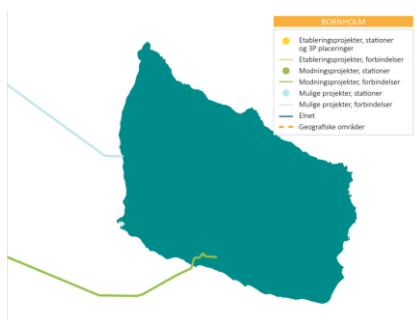 BORNHOLM
Etableringsprojekter, stationer
og 3P placeringer
Etableringsprojekter, forbindelser
Modningsprojekter, stationer
Modningsprojekter, forbindelser
Mulige projekter, stationer
Mulige projekter, forbindelser
Elnet
Geografiske områder